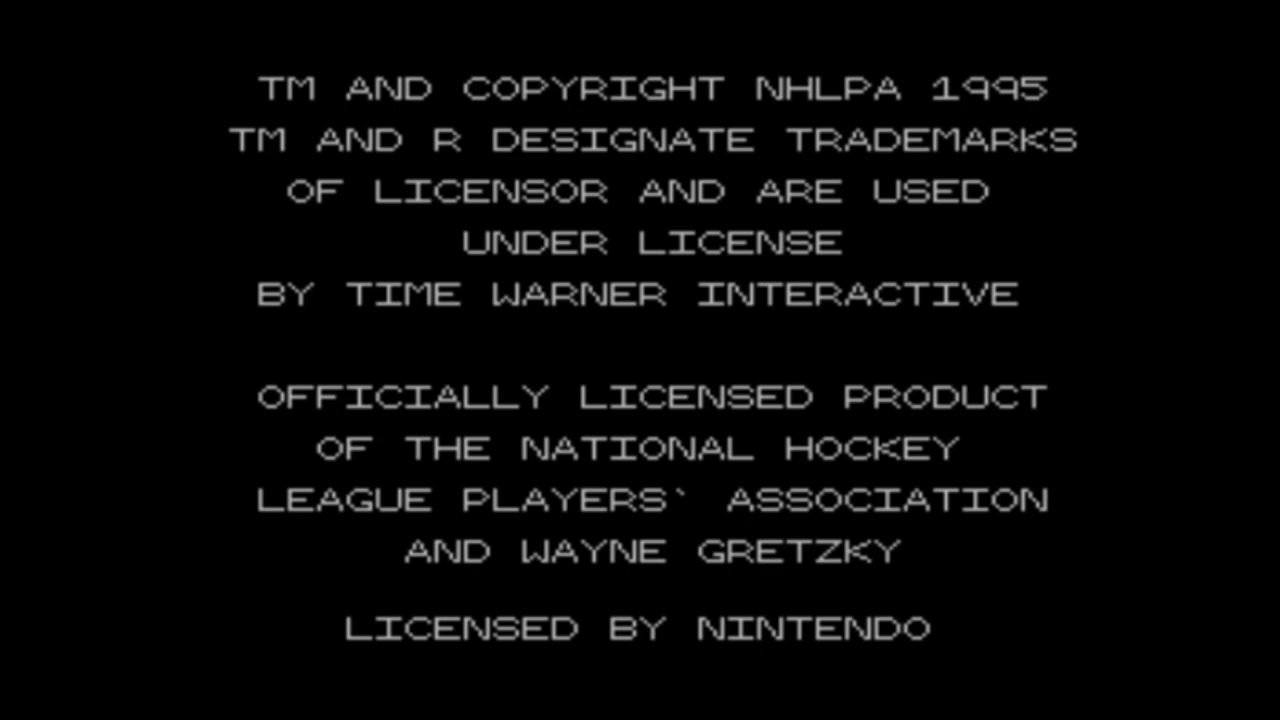 TM AND COPYRIGHT NHLPA 1995
TM AND R DESIGNATE TRADEMARKS
OF LICENSOR AND ARE USED
UNDER LICENSE
BY TIME WARNER INTERACTIVE
OFFICIALLY LICENSED PRODUCT
OF THE NATIONAL HOCKEY
LEAGUE PLAYERS` ASSOCIATION
AND WAYNE GRETZKY
LICENSED BY NINTENDO